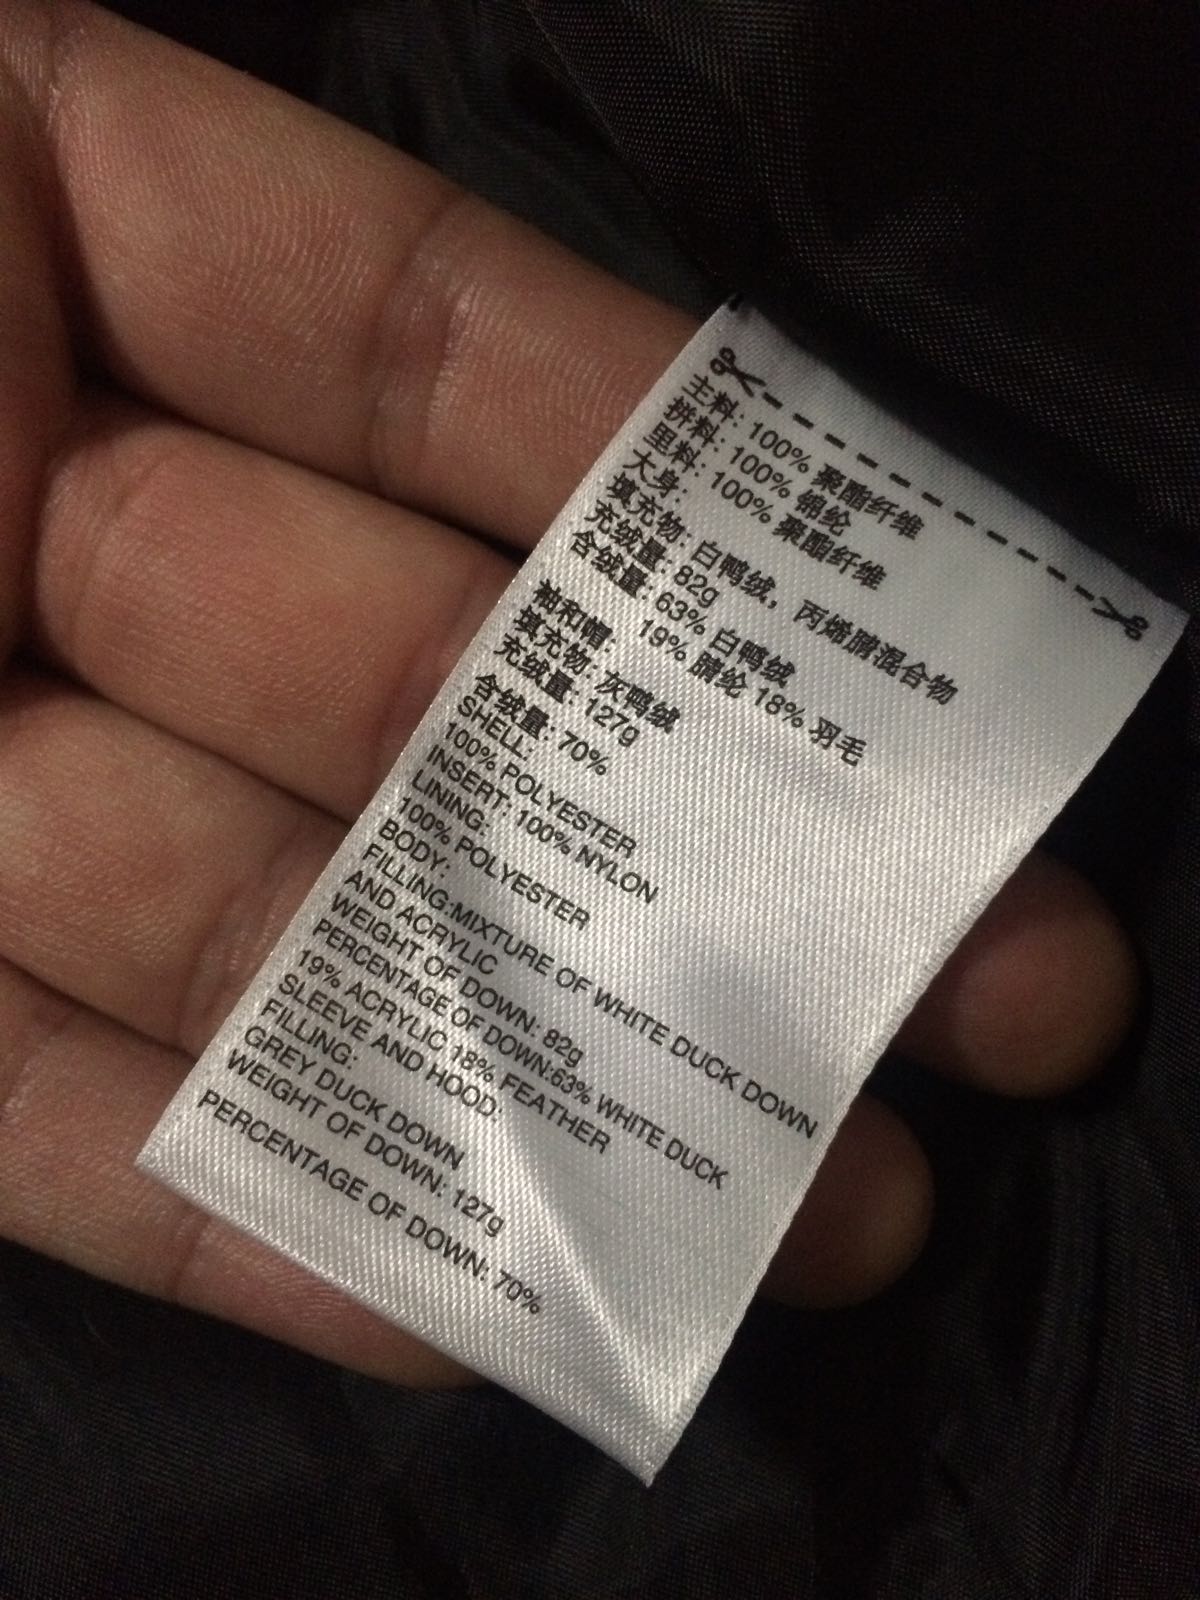 主料: 100% 聚酯纤维
拼料: 100% 锦纶
里料: 100% 聚酯纤维
大身:
填充物: 白鸭绒，丙烯腈混合物
充绒量: 82g
含绒量: 63% 白鸭绒
19% 腈纶 18% 羽毛
袖和帽:
填充物: 灰鸭绒
充绒量: 127g
含绒量: 70%
SHELL:
100% POLYESTER
INSERT: 100% NYLON
LINING:
100% POLYESTER
BODY:
FILLING:MIXTURE OF WHITE DUCK DOWN
AND ACRYLIC
WEIGHT OF DOWN: 82g
PERCENTAGE OF DOWN:63% WHITE DUCK
19% ACRYLIC 18% FEATHER
SLEEVE AND HOOD:
FILLING:
GREY DUCK DOWN
WEIGHT OF DOWN: 127g
PERCENTAGE OF DOWN: 70%